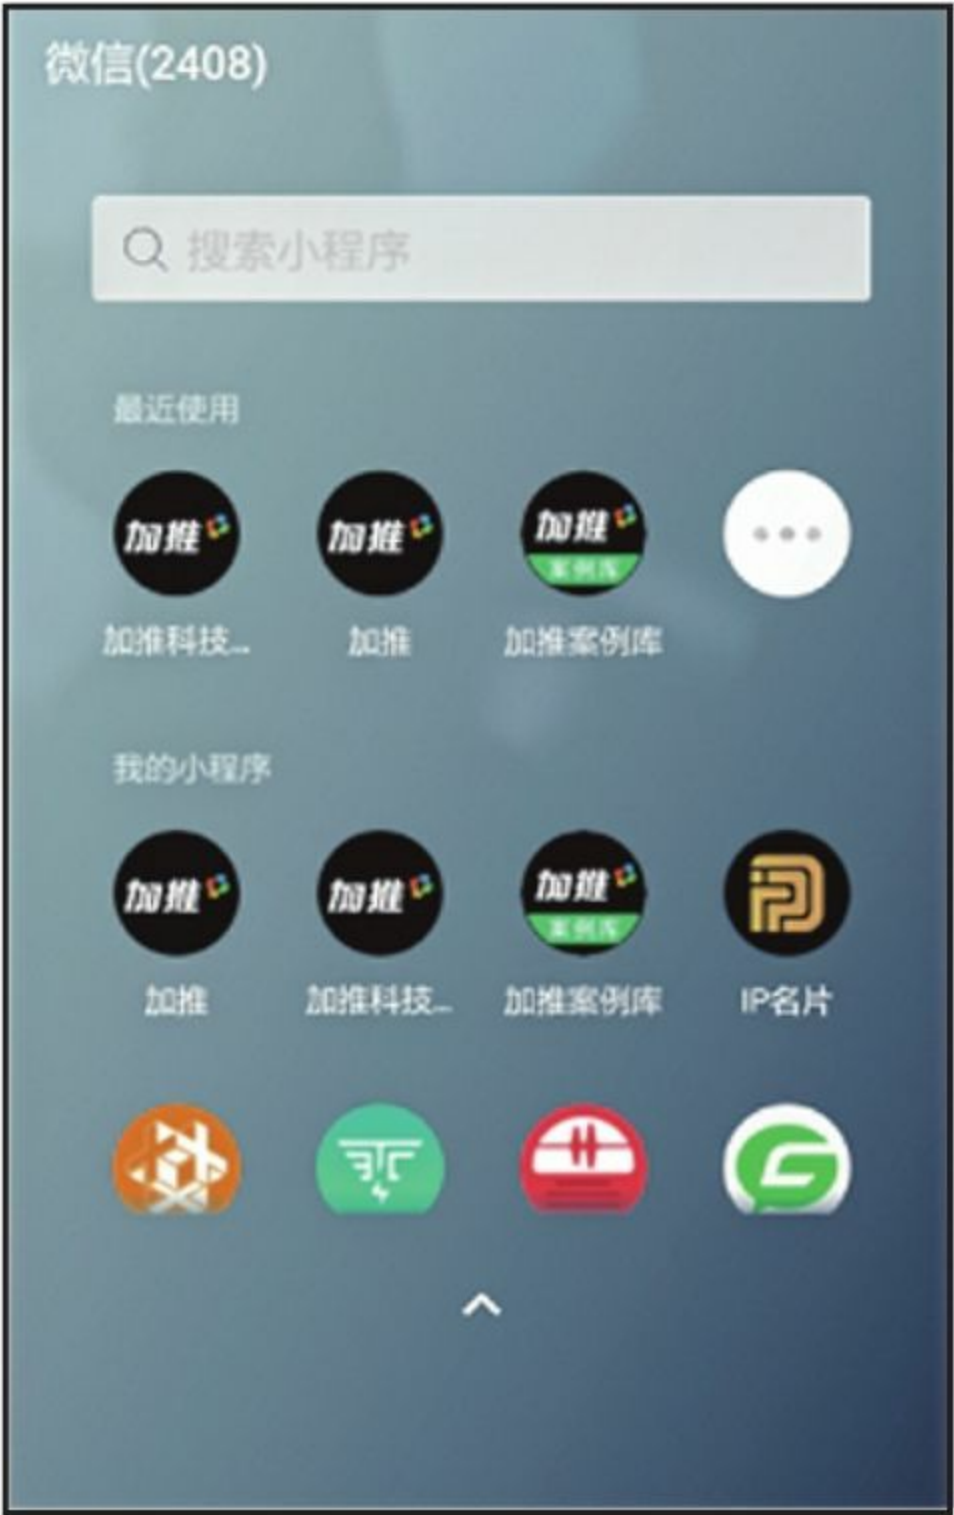 微信(2408)
搜索小程序
最近使用
加推 加推 加推 案例库
加推科技... 加推 加推案例库
我的小程序
加推 加推 加推 案例库
加推 加推科技... 加推案例库 IP名片